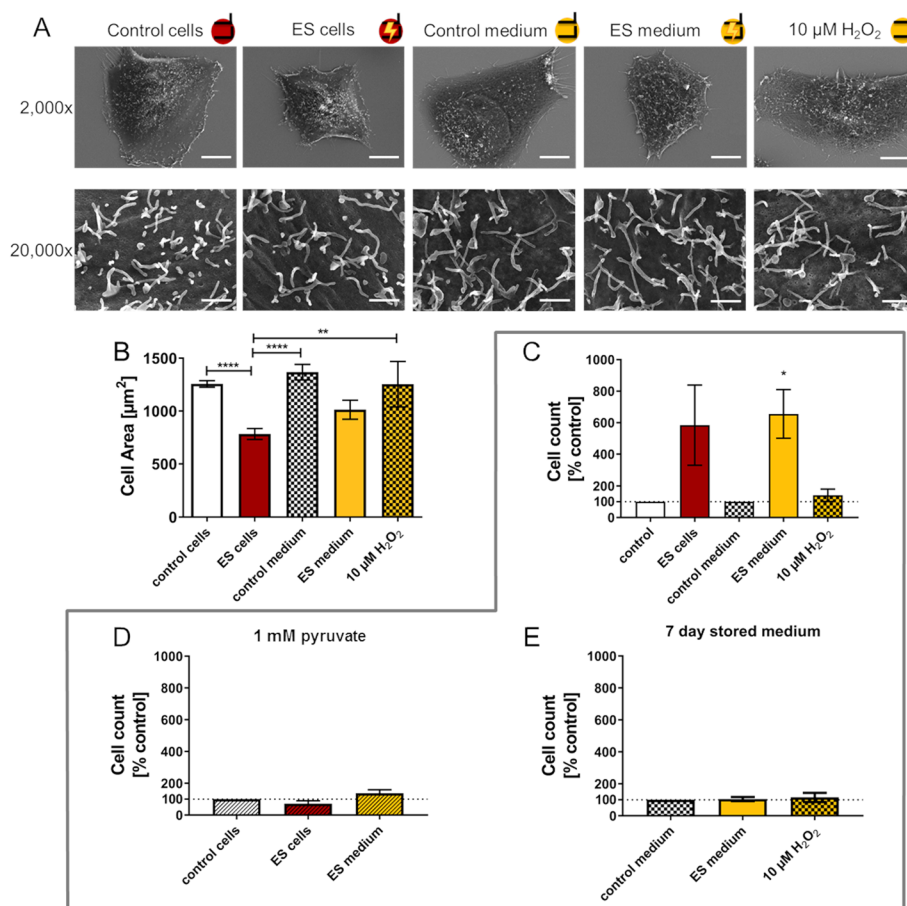 A
Control cells
ES cells
Control medium
ES medium
10 µM H₂O₂
2,000x
20,000x
B
Cell Area [µm²]
1500
1000
500
0
****
****
**
control cells
ES cells
control medium
ES medium
10 µM H₂O₂
C
Cell count
[% control]
1000
800
600
400
200
100
0
*
control
ES cells
control medium
ES medium
10 µM H₂O₂
D
1 mM pyruvate
Cell count
[% control]
1000
800
600
400
200
100
0
control cells
ES cells
ES medium
E
7 day stored medium
Cell count
[% control]
1000
800
600
400
200
100
0
control medium
ES medium
10 µM H₂O₂